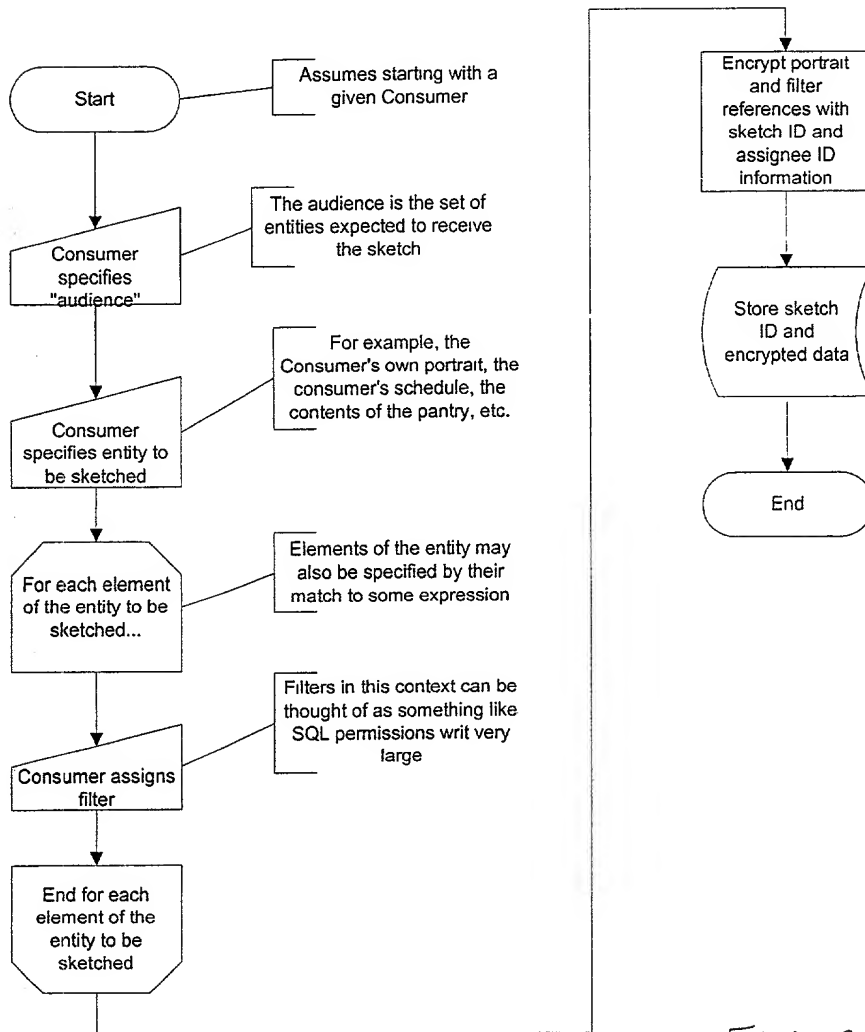 Start
Assumes starting with a
given Consumer
Consumer
specifies
"audience"
The audience is the set of
entities expected to receive
the sketch
Consumer
specifies entity to
be sketched
For example, the
Consumer's own portrait, the
consumer's schedule, the
contents of the pantry, etc.
For each element
of the entity to be
sketched...
Elements of the entity may
also be specified by their
match to some expression
Consumer assigns
filter
Filters in this context can be
thought of as something like
SQL permissions writ very
large
End for each
element of the
entity to be
sketched
Encrypt portrait
and filter
references with
sketch ID and
assignee ID
information
Store sketch
ID and
encrypted data
End